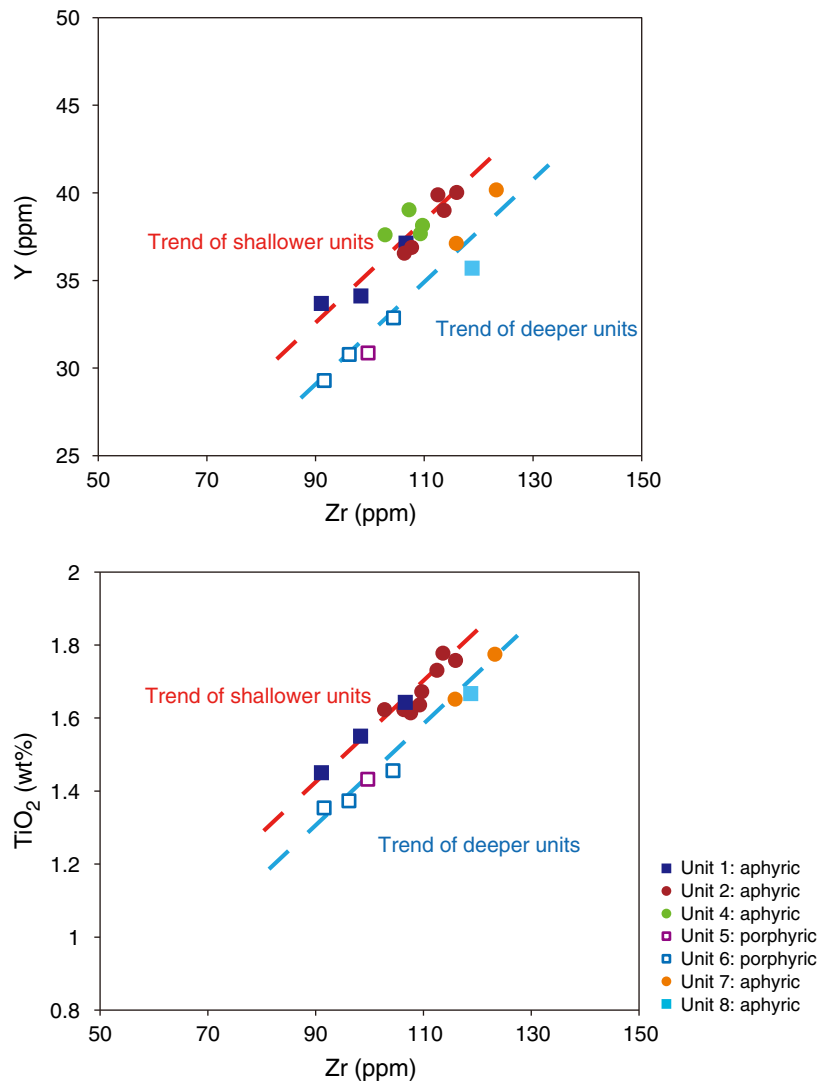 50
45
40
35
30
25
Y (ppm)
Trend of shallower units
Trend of deeper units
50
70
90
110
130
150
Zr (ppm)
2
1.8
1.6
1.4
1.2
1
0.8
TiO2 (wt%)
Trend of shallower units
Trend of deeper units
50
70
90
110
130
150
Zr (ppm)
Unit 1: aphyric
Unit 2: aphyric
Unit 4: aphyric
Unit 5: porphyric
Unit 6: porphyric
Unit 7: aphyric
Unit 8: aphyric